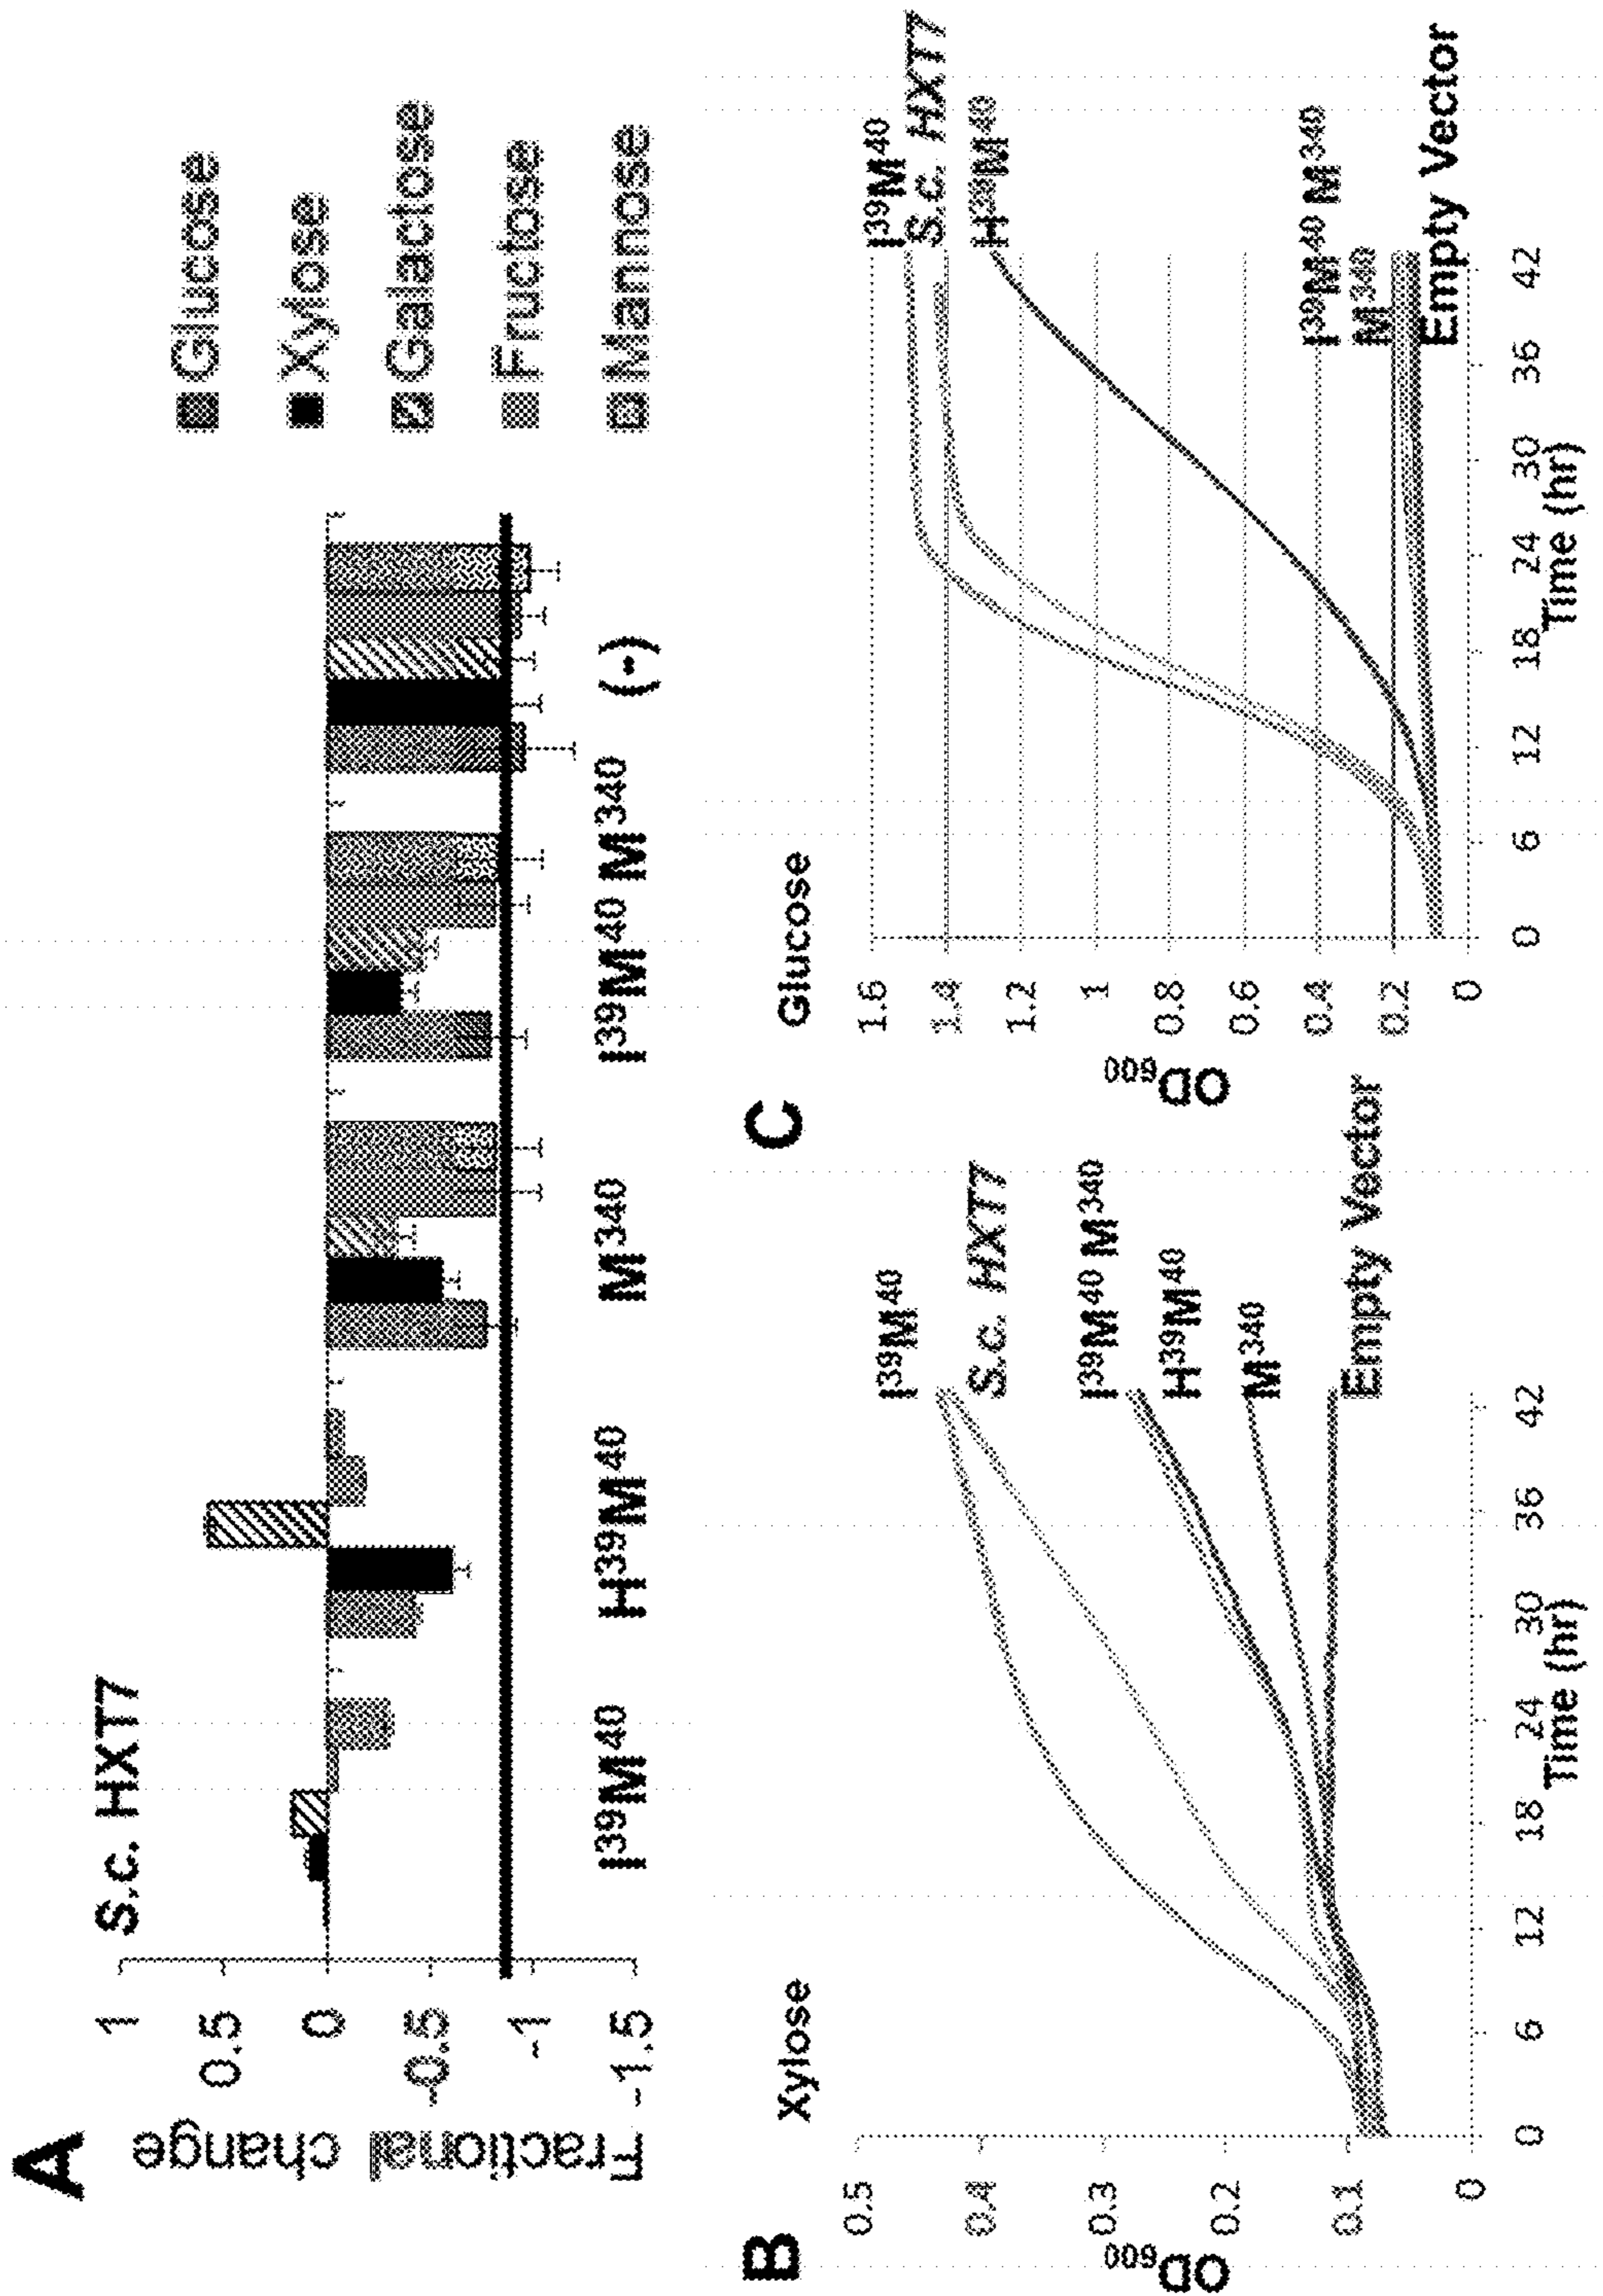 A
S.c. HXT7
Fractional change
1
0.5
0
-0.5
-1
-1.5
I³⁹M⁴⁰
H³⁹M⁴⁰
M³⁴⁰
I³⁹M⁴⁰ M³⁴⁰
(-)
Glucose
Xylose
Galactose
Fructose
Mannose
B
Xylose
OD⁶⁰⁰
0.5
0.4
0.3
0.2
0.1
0
0 6 12 18 24 30 36 42
Time (hr)
I³⁹M⁴⁰
S.c. HXT7
I³⁹M⁴⁰ M³⁴⁰
H³⁹M⁴⁰
M³⁴⁰
Empty Vector
C
Glucose
OD⁶⁰⁰
1.6
1.4
1.2
1
0.8
0.6
0.4
0.2
0
0 6 12 18 24 30 36 42
Time (hr)
I³⁹M⁴⁰
S.c. HXT7
H³⁹M⁴⁰
I³⁹M⁴⁰ M³⁴⁰
M³⁴⁰
Empty Vector